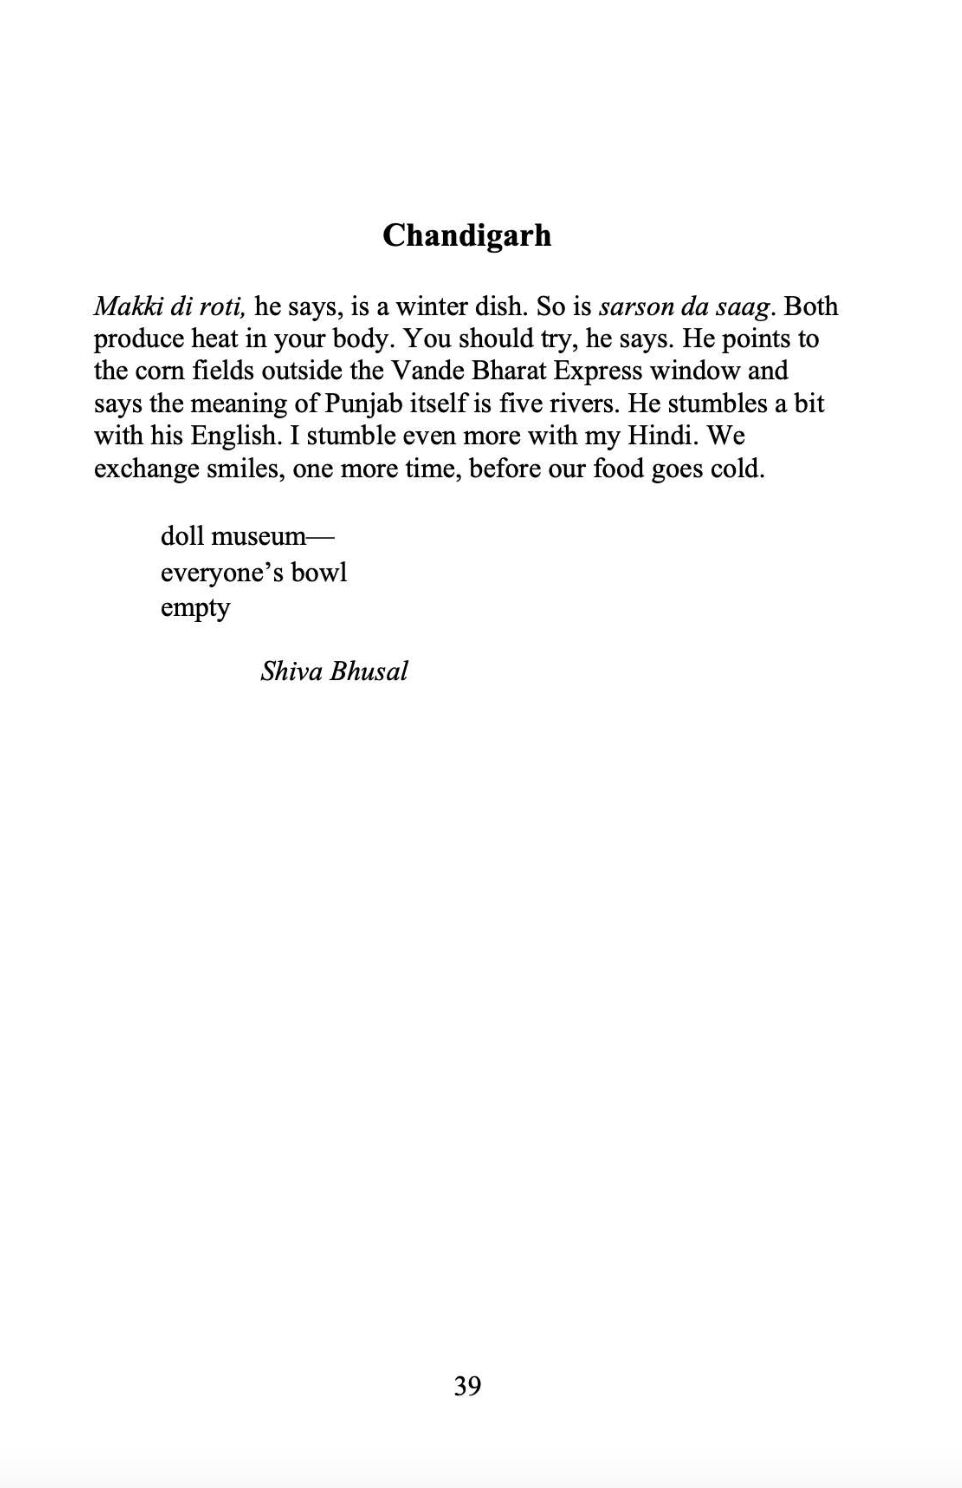 Chandigarh
Makki di roti, he says, is a winter dish. So is sarson da saag. Both
produce heat in your body. You should try, he says. He points to
the corn fields outside the Vande Bharat Express window and
says the meaning of Punjab itself is five rivers. He stumbles a bit
with his English. I stumble even more with my Hindi. We
exchange smiles, one more time, before our food goes cold.
doll museum—
everyone’s bowl
empty
Shiva Bhusal
39